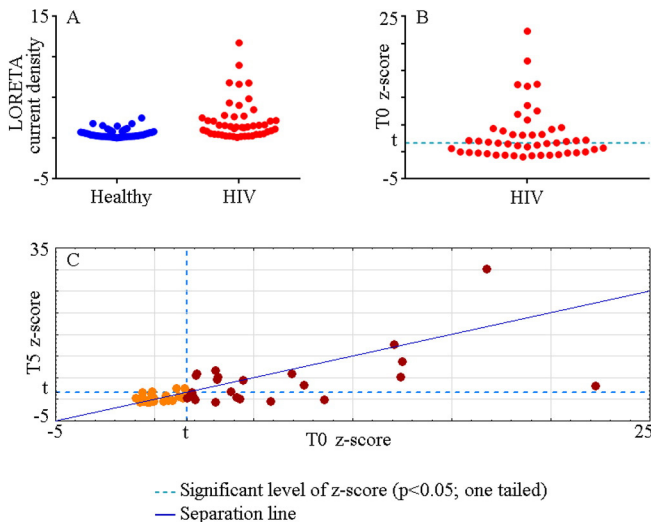 A
15
LORETA
current density
-5
Healthy
HIV
B
25
T0 z-score
t
-5
HIV
C
35
T5 z-score
t
-5
-5
t
T0 z-score
25
Significant level of z-score (p<0.05; one tailed)
Separation line